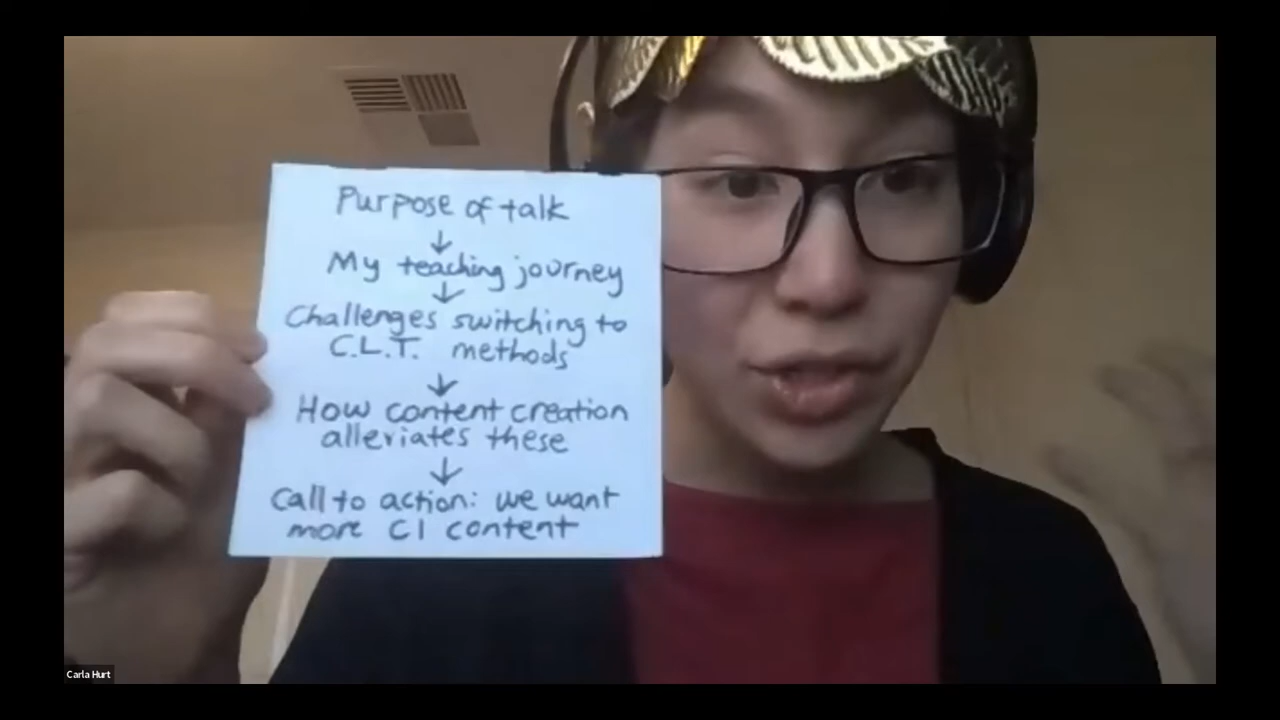 Purpose of talk
↓
My teaching journey
↓
Challenges switching to
C.L.T. methods
↓
How content creation
alleviates these
↓
Call to action: we want
more CI content
Carla Hurt